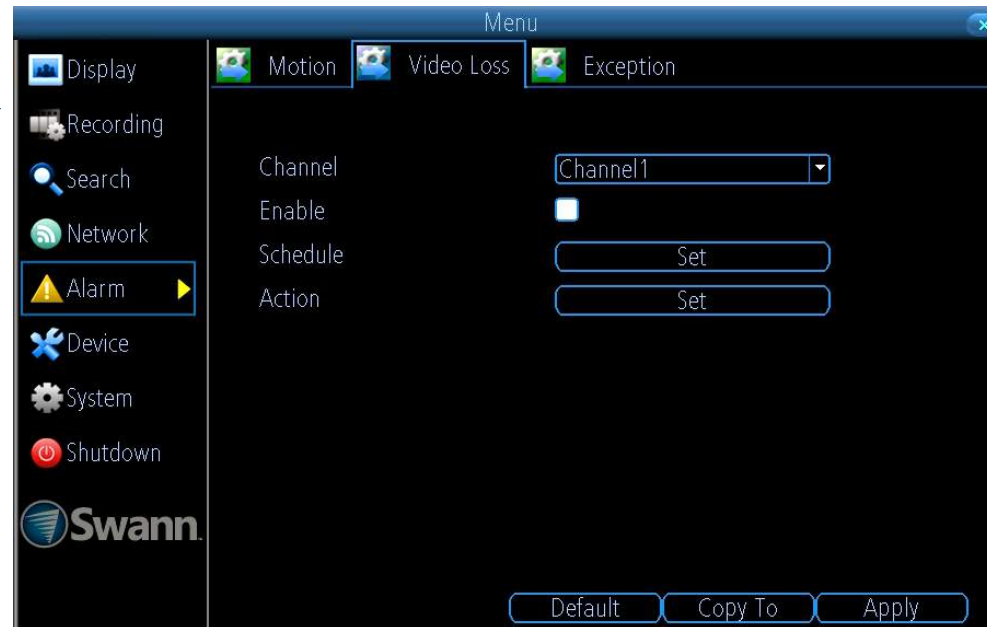 Menu
Display
Recording
Search
Network
Alarm
Device
System
Shutdown
Swann.
Motion Video Loss Exception
Channel Channel1
Enable
Schedule Set
Action Set
Default Copy To Apply